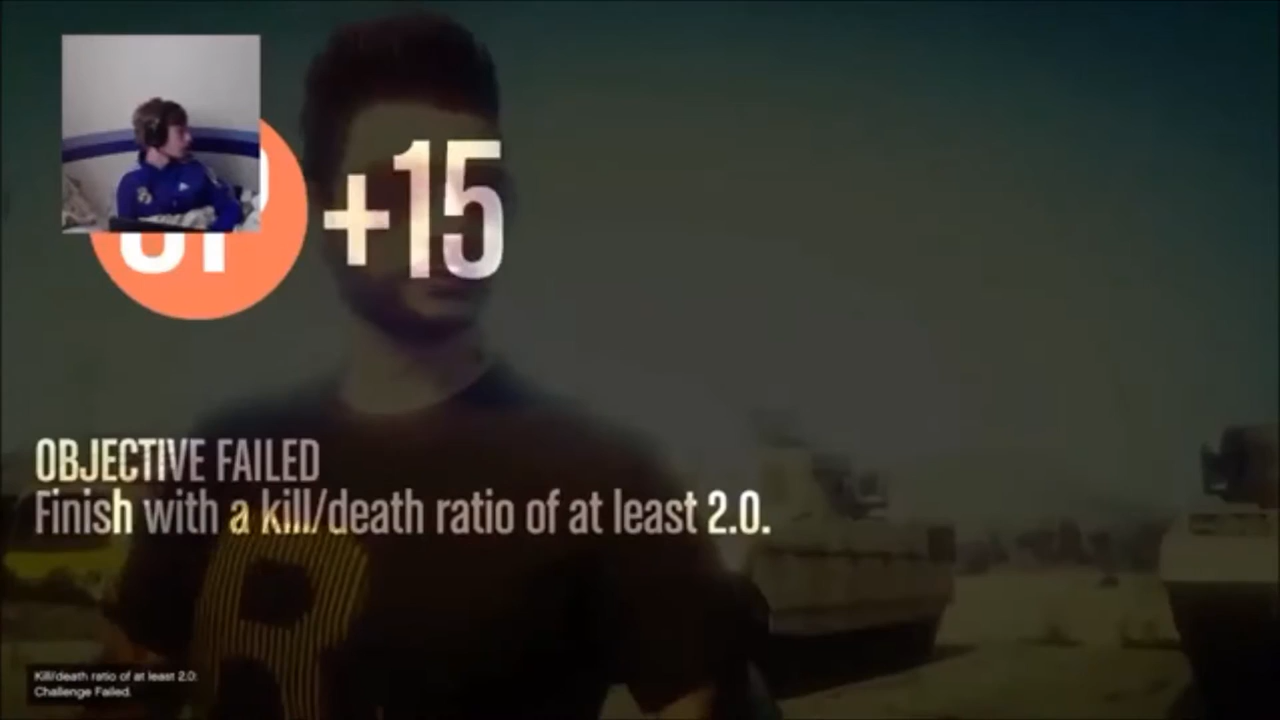 +15
OBJECTIVE FAILED
Finish with a kill/death ratio of at least 2.0.
Kill/death ratio of at least 2.0:
Challenge Failed.